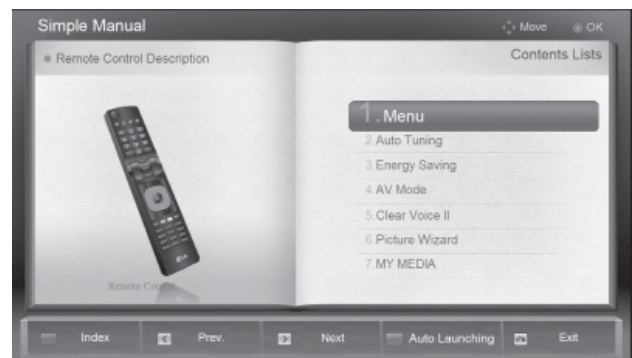 Simple Manual
Move
OK
Remote Control Description
Contents Lists
1. Menu
2. Auto Tuning
3. Energy Saving
4. AV Mode
5. Clear Voice II
6. Picture Wizard
7. MY MEDIA
LG
Remote Control
Index
Prev.
Next
Auto Launching
Exit